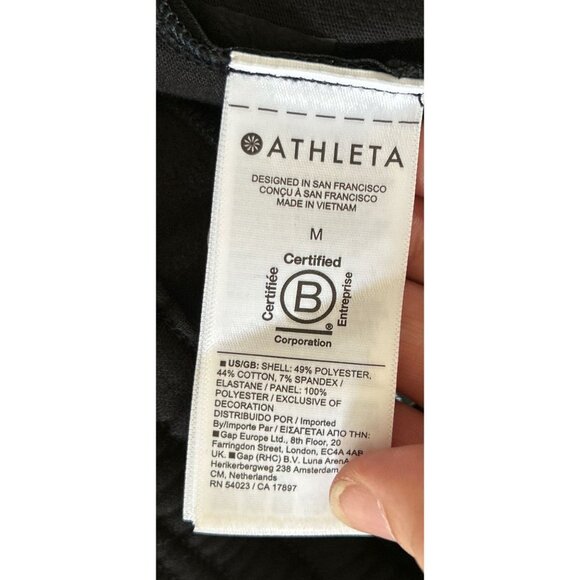 ATHLETA
DESIGNED IN SAN FRANCISCO
CONÇU À SAN FRANCISCO
MADE IN VIETNAM
M
Certified
Certifiée
B
®
Entreprise
Corporation
■ US/GB: SHELL: 49% POLYESTER,
44% COTTON, 7% SPANDEX /
ELASTANE / PANEL: 100%
POLYESTER / EXCLUSIVE OF
DECORATION
DISTRIBUIDO POR / Imported
By/Importe Par / ΕΙΣΑΓΕΤΑΙ ΑΠΟ ΤΗΝ:
■ Gap Europe Ltd., 8th Floor, 20
Farringdon Street, London, EC4A 4AB,
UK. ■ Gap (RHC) B.V. Luna ArenA
Herikerbergweg 238 Amsterdam
CM, Netherlands
RN 54023 / CA 17897